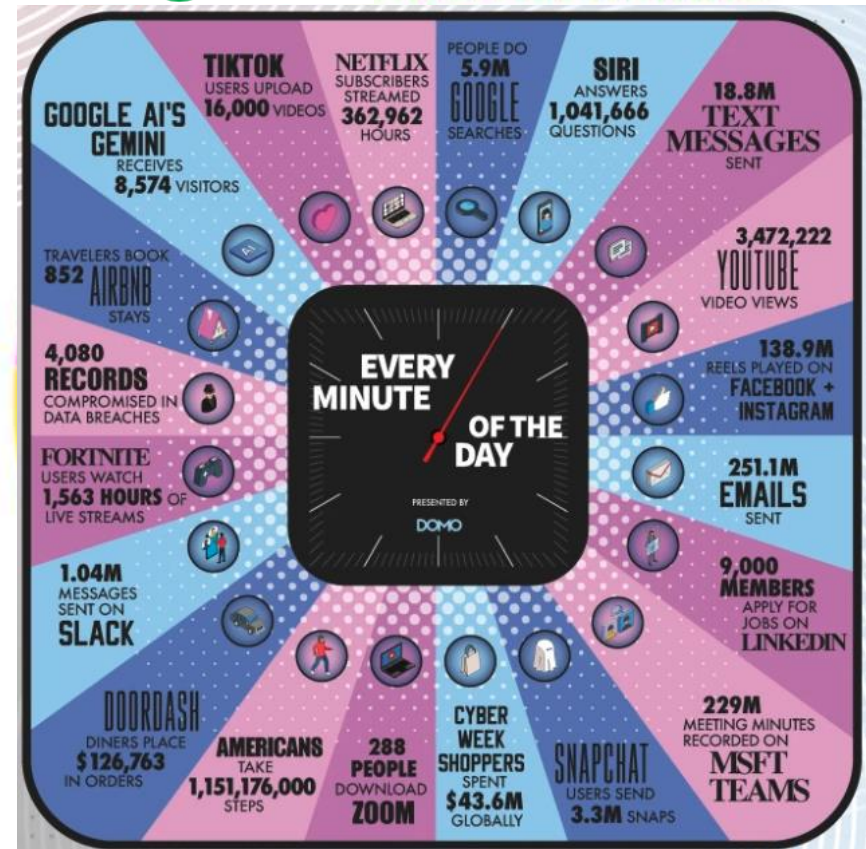 PEOPLE DO
5.9M
GOOGLE
SEARCHES
SIRI
ANSWERS
1,041,666
QUESTIONS
18.8M
TEXT
MESSAGES
SENT
3,472,222
YOUTUBE
VIDEO VIEWS
138.9M
REELS PLAYED ON
FACEBOOK +
INSTAGRAM
251.1M
EMAILS
SENT
9,000
MEMBERS
APPLY FOR
JOBS ON
LINKEDIN
229M
MEETING MINUTES
RECORDED ON
MSFT
TEAMS
SNAPCHAT
USERS SEND
3.3M SNAPS
CYBER
WEEK
SHOPPERS
SPENT
$43.6M
GLOBALLY
288
PEOPLE
DOWNLOAD
ZOOM
AMERICANS
TAKE
1,151,176,000
STEPS
DOORDASH
DINERS PLACE
$126,763
IN ORDERS
1.04M
MESSAGES
SENT ON
SLACK
FORTNITE
USERS WATCH
1,563 HOURS OF
LIVE STREAMS
4,080
RECORDS
COMPROMISED IN
DATA BREACHES
TRAVELERS BOOK
852 AIRBNB
STAYS
GOOGLE AI'S
GEMINI
RECEIVES
8,574 VISITORS
TIKTOK
USERS UPLOAD
16,000 VIDEOS
NETFLIX
SUBSCRIBERS
STREAMED
362,962
HOURS
AI
EVERY
MINUTE
OF THE
DAY
PRESENTED BY
DOMO